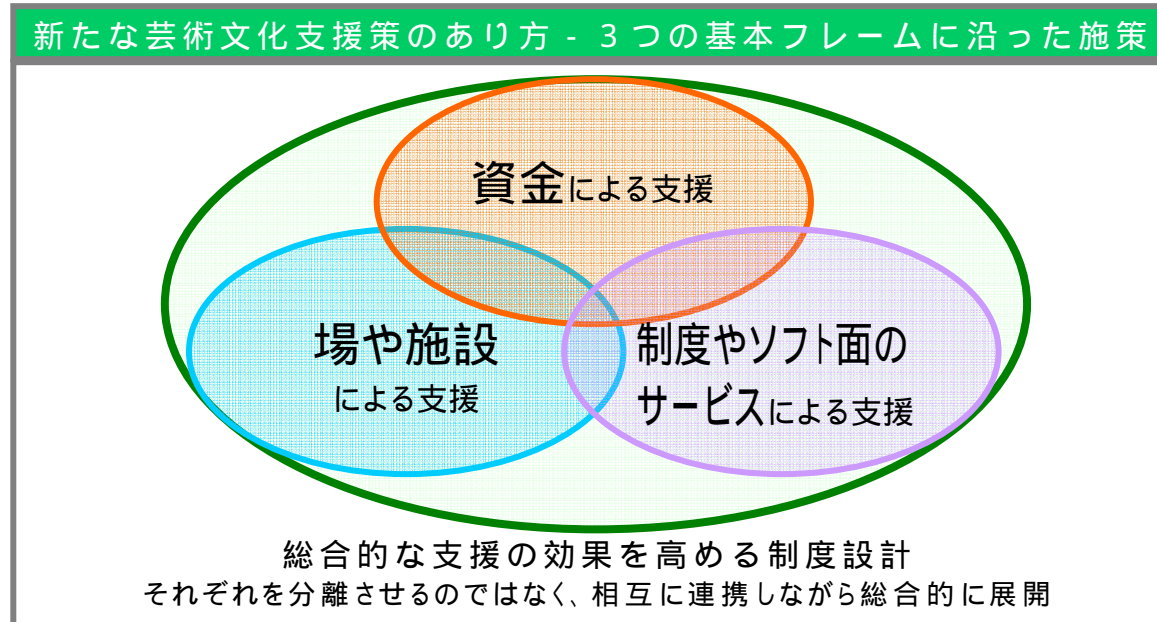 新たな芸術文化支援策のあり方 - ３つの基本フレームに沿った施策
資金による支援
場や施設
による支援
制度やソフト面の
サービスによる支援
総合的な支援の効果を高める制度設計
それぞれを分離させるのではなく、相互に連携しながら総合的に展開